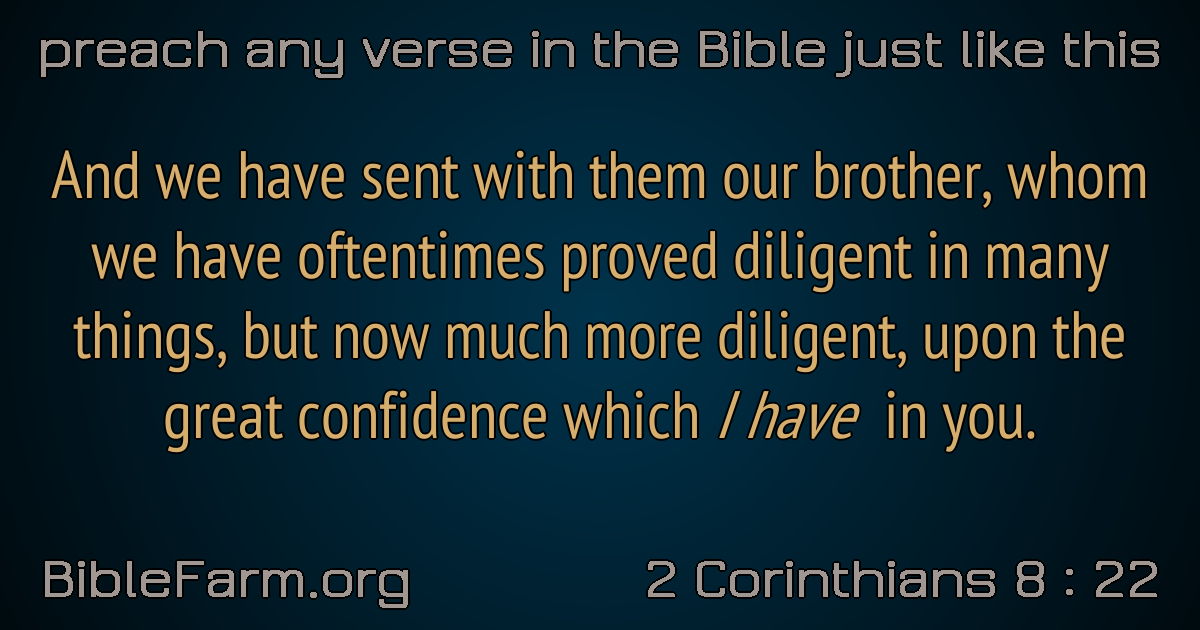 preach any verse in the Bible just like this
And we have sent with them our brother, whom
we have oftentimes proved diligent in many
things, but now much more diligent, upon the
great confidence which I have in you.
BibleFarm.org
2 Corinthians 8 : 22